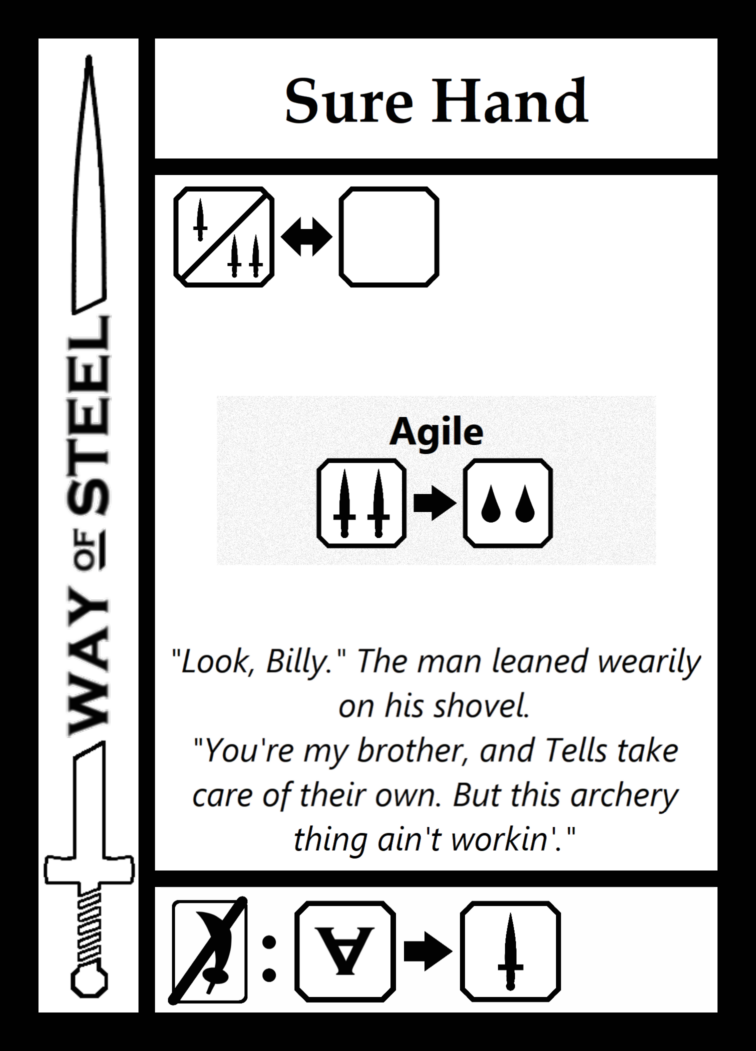 Sure Hand
WAY OF STEEL
Agile
"Look, Billy." The man leaned wearily
on his shovel.
"You're my brother, and Tells take
care of their own. But this archery
thing ain't workin'."
∀
: